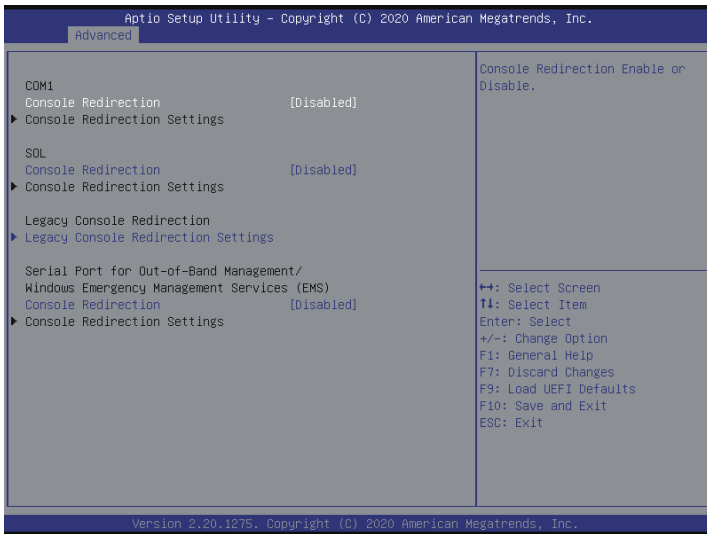 Aptio Setup Utility – Copyright (C) 2020 American Megatrends, Inc.
Advanced
COM1
Console Redirection [Disabled]
Console Redirection Settings
SOL
Console Redirection [Disabled]
Console Redirection Settings
Legacy Console Redirection
Legacy Console Redirection Settings
Serial Port for Out-of-Band Management/
Windows Emergency Management Services (EMS)
Console Redirection [Disabled]
Console Redirection Settings
Console Redirection Enable or
Disable.
↔: Select Screen
↑↓: Select Item
Enter: Select
+/-: Change Option
F1: General Help
F7: Discard Changes
F9: Load UEFI Defaults
F10: Save and Exit
ESC: Exit
Version 2.20.1275. Copyright (C) 2020 American Megatrends, Inc.